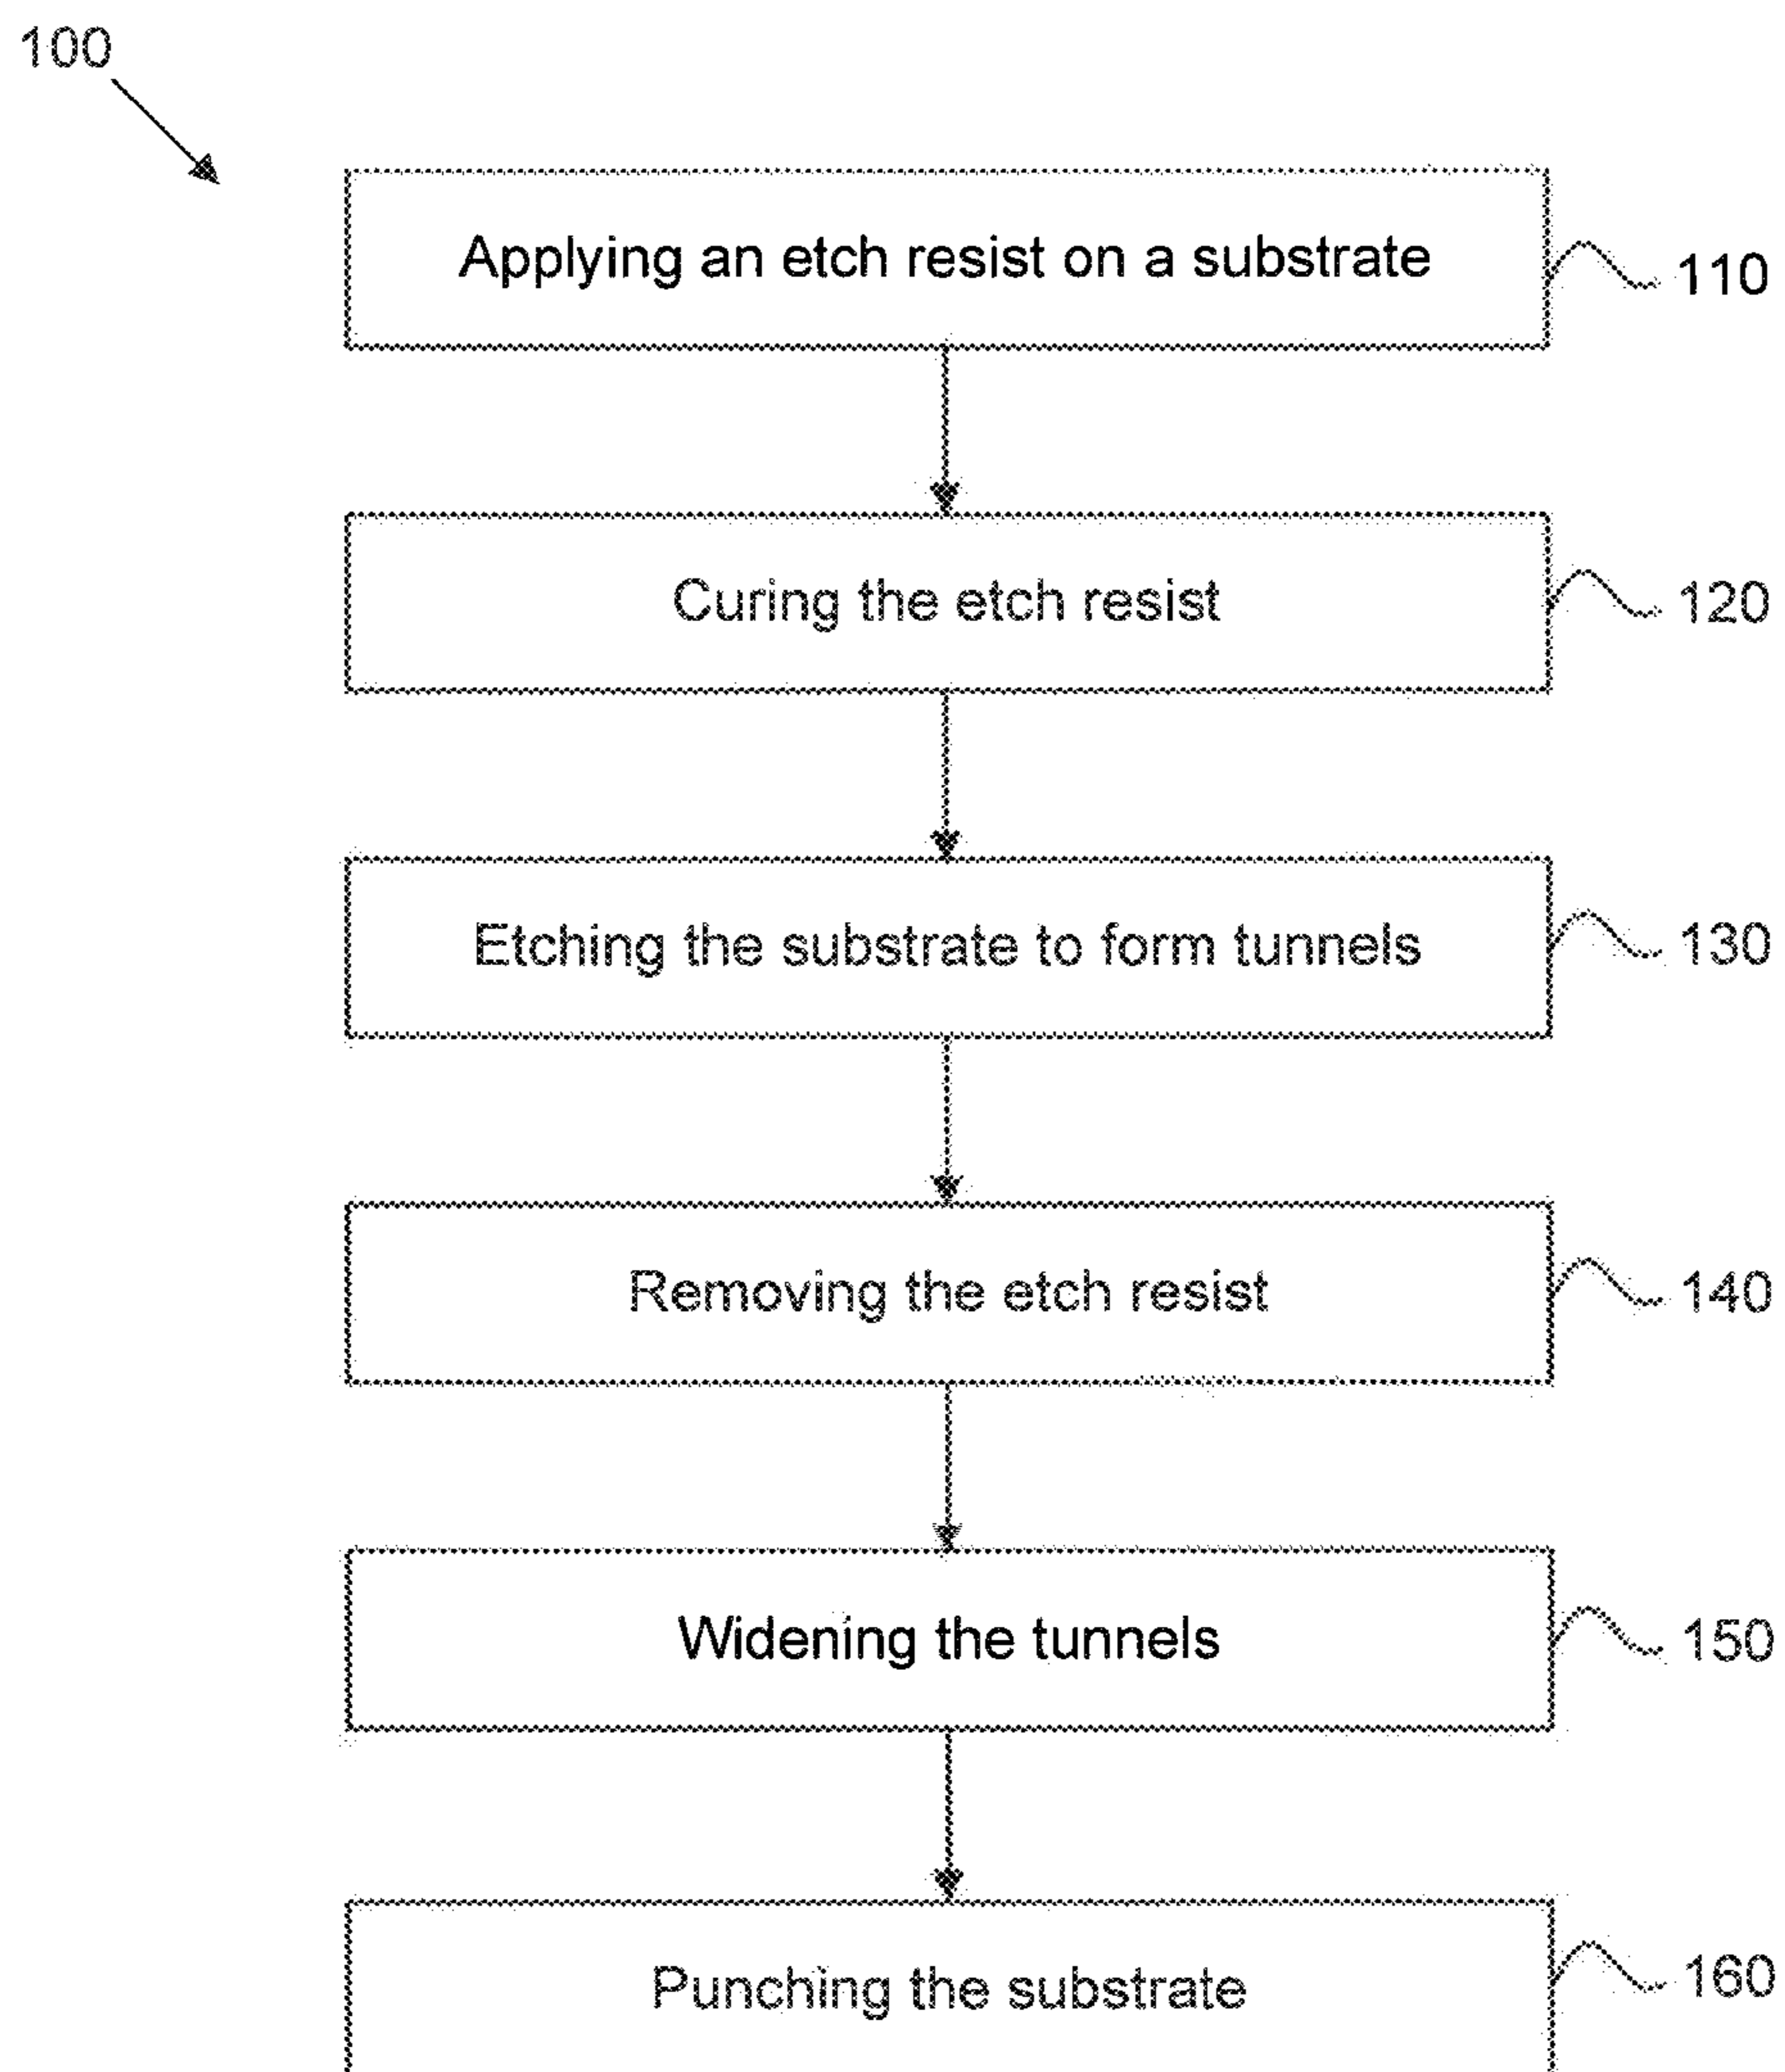 100
Applying an etch resist on a substrate
110
Curing the etch resist
120
Etching the substrate to form tunnels
130
Removing the etch resist
140
Widening the tunnels
150
Punching the substrate
160